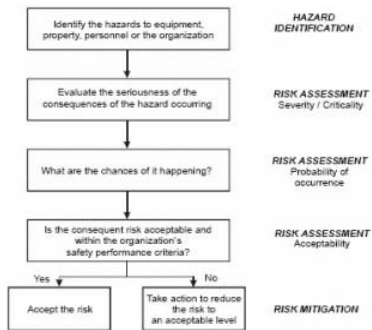 Identify the hazards to equipment,
property, personnel or the organization
HAZARD
IDENTIFICATION
Evaluate the seriousness of the
consequences of the hazard occurring
RISK ASSESSMENT
Severity / Criticality
What are the chances of it happening?
RISK ASSESSMENT
Probability of
occurrence
Is the consequent risk acceptable and
within the organization's
safety performance criteria?
RISK ASSESSMENT
Acceptability
Yes
No
Accept the risk
Take action to reduce
the risk to
an acceptable level
RISK MITIGATION